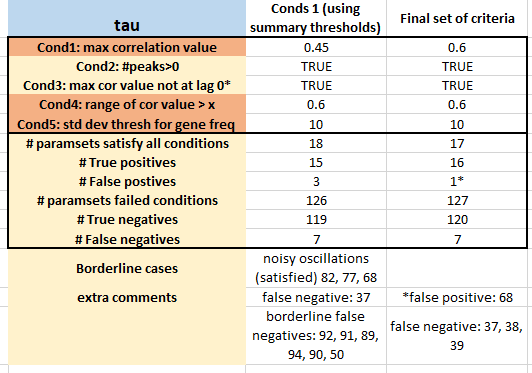 tau
Conds 1 (using
summary thresholds)
Final set of criteria
Cond1: max correlation value
0.45
0.6
Cond2: #peaks>0
TRUE
TRUE
Cond3: max cor value not at lag 0*
TRUE
TRUE
Cond4: range of cor value > x
0.6
0.6
Cond5: std dev thresh for gene freq
10
10
# paramsets satisfy all conditions
18
17
# True positives
15
16
# False postives
3
1*
# paramsets failed conditions
126
127
# True negatives
119
120
# False negatives
7
7
Borderline cases
noisy oscillations
(satisfied) 82, 77, 68
extra comments
false negative: 37
*false positive: 68
borderline false
negatives: 92, 91, 89,
94, 90, 50
false negative: 37, 38,
39